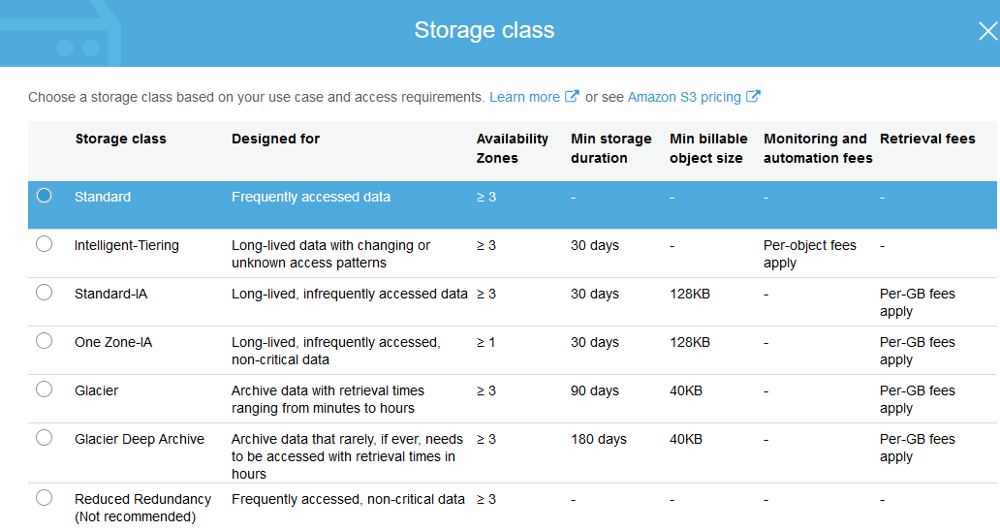 Storage class
Choose a storage class based on your use case and access requirements. Learn more or see Amazon S3 pricing
Storage class Designed for Availability Zones Min storage duration Min billable object size Monitoring and automation fees Retrieval fees
Standard Frequently accessed data ≥ 3 - - - -
Intelligent-Tiering Long-lived data with changing or unknown access patterns ≥ 3 30 days - Per-object fees apply -
Standard-IA Long-lived, infrequently accessed data ≥ 3 30 days 128KB - Per-GB fees apply
One Zone-IA Long-lived, infrequently accessed, non-critical data ≥ 1 30 days 128KB - Per-GB fees apply
Glacier Archive data with retrieval times ranging from minutes to hours ≥ 3 90 days 40KB - Per-GB fees apply
Glacier Deep Archive Archive data that rarely, if ever, needs to be accessed with retrieval times in hours ≥ 3 180 days 40KB - Per-GB fees apply
Reduced Redundancy (Not recommended) Frequently accessed, non-critical data ≥ 3 - - - -